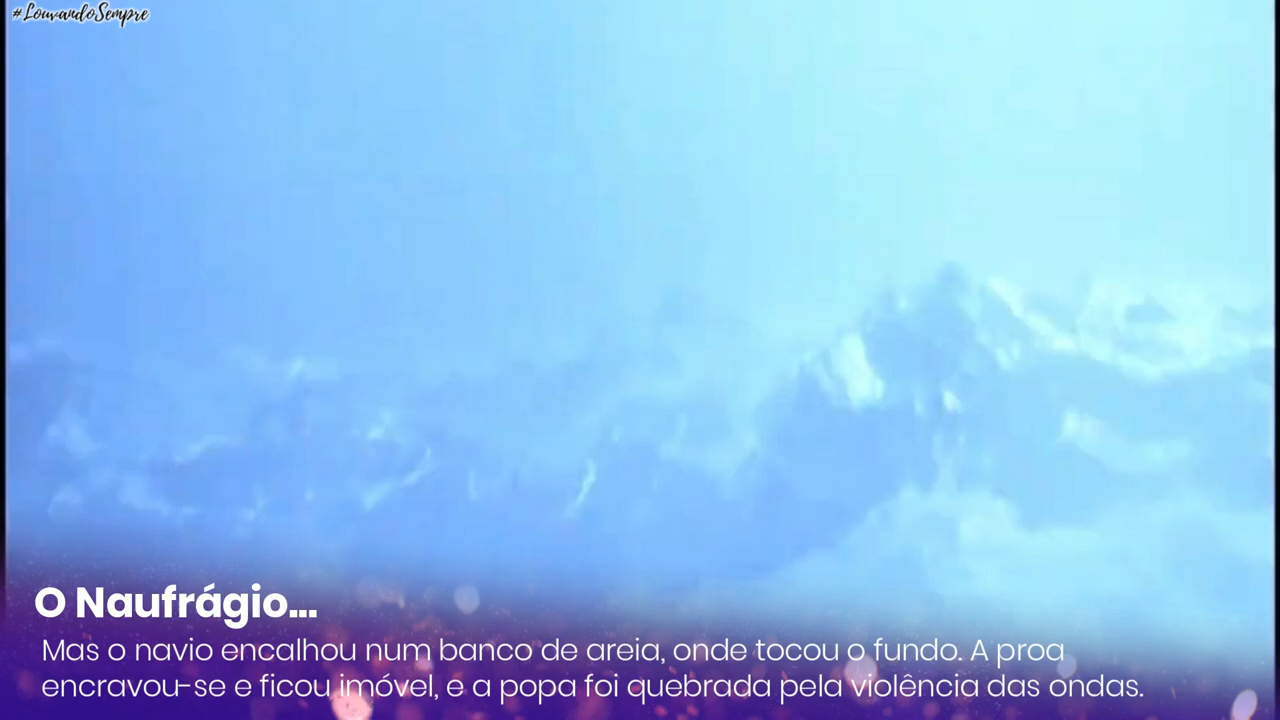 #LouvandoSempre
O Naufrágio...
Mas o navio encalhou num banco de areia, onde tocou o fundo. A proa
encravou-se e ficou imóvel, e a popa foi quebrada pela violência das ondas.